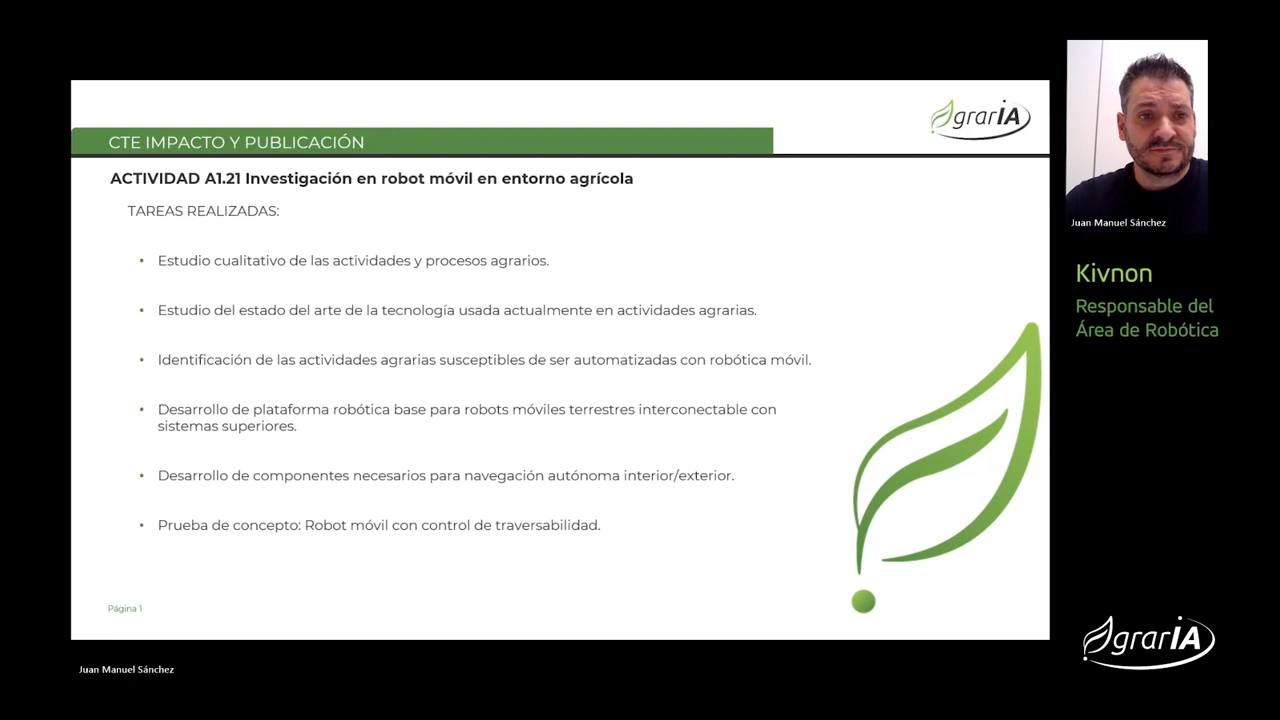 CTE IMPACTO Y PUBLICACIÓN
grarIA
ACTIVIDAD A1.21 Investigación en robot móvil en entorno agrícola
TAREAS REALIZADAS:
• Estudio cualitativo de las actividades y procesos agrarios.
• Estudio del estado del arte de la tecnología usada actualmente en actividades agrarias.
• Identificación de las actividades agrarias susceptibles de ser automatizadas con robótica móvil.
• Desarrollo de plataforma robótica base para robots móviles terrestres interconectable con
sistemas superiores.
• Desarrollo de componentes necesarios para navegación autónoma interior/exterior.
• Prueba de concepto: Robot móvil con control de traversabilidad.
Página 1
Juan Manuel Sánchez
Juan Manuel Sánchez
Kivnon
Responsable del
Área de Robótica
grarIA